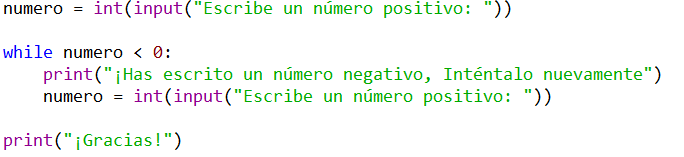 numero = int(input("Escribe un número positivo: "))
while numero < 0:
    print("¡Has escrito un número negativo, Inténtalo nuevamente")
    numero = int(input("Escribe un número positivo: "))
print("¡Gracias!")